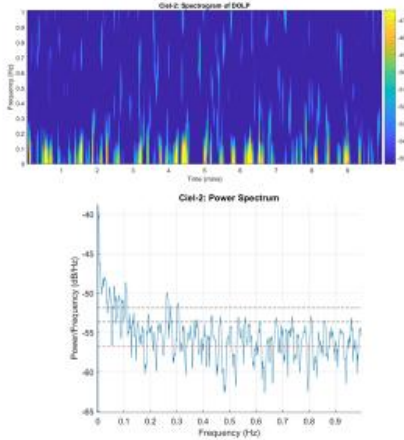 Ciel-2: Spectrogram of DOLP
Frequency (Hz)
1
0.9
0.8
0.7
0.6
0.5
0.4
0.3
0.2
0.1
0
1 2 3 4 5 6 7 8 9
Time (mins)
Ciel-2: Power Spectrum
Power/Frequency (dB/Hz)
-40
-45
-50
-55
-60
-65
0 0.1 0.2 0.3 0.4 0.5 0.6 0.7 0.8 0.9
Frequency (Hz)